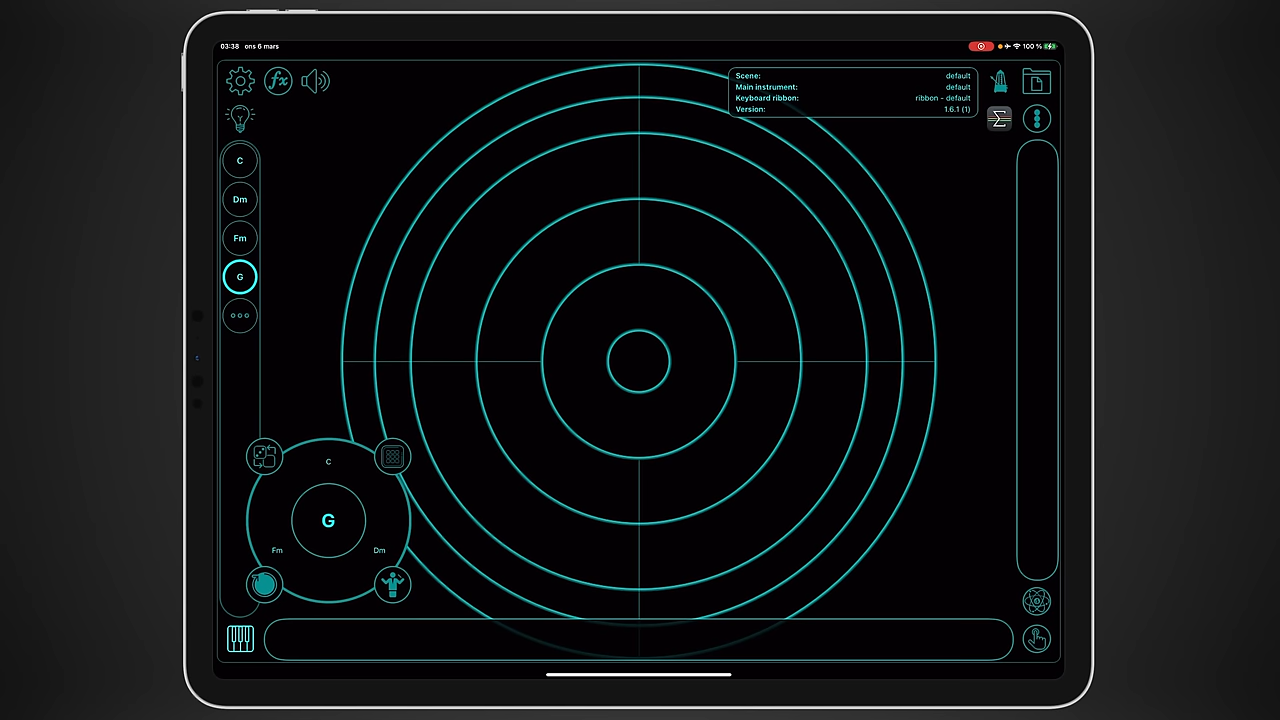 03:38 ons 6 mars
100 %
fx
Scene: default
Main instrument: default
Keyboard ribbon: ribbon - default
Version: 1.6.1 (1)
Σ
C
Dm
Fm
G
C
G
Fm
Dm